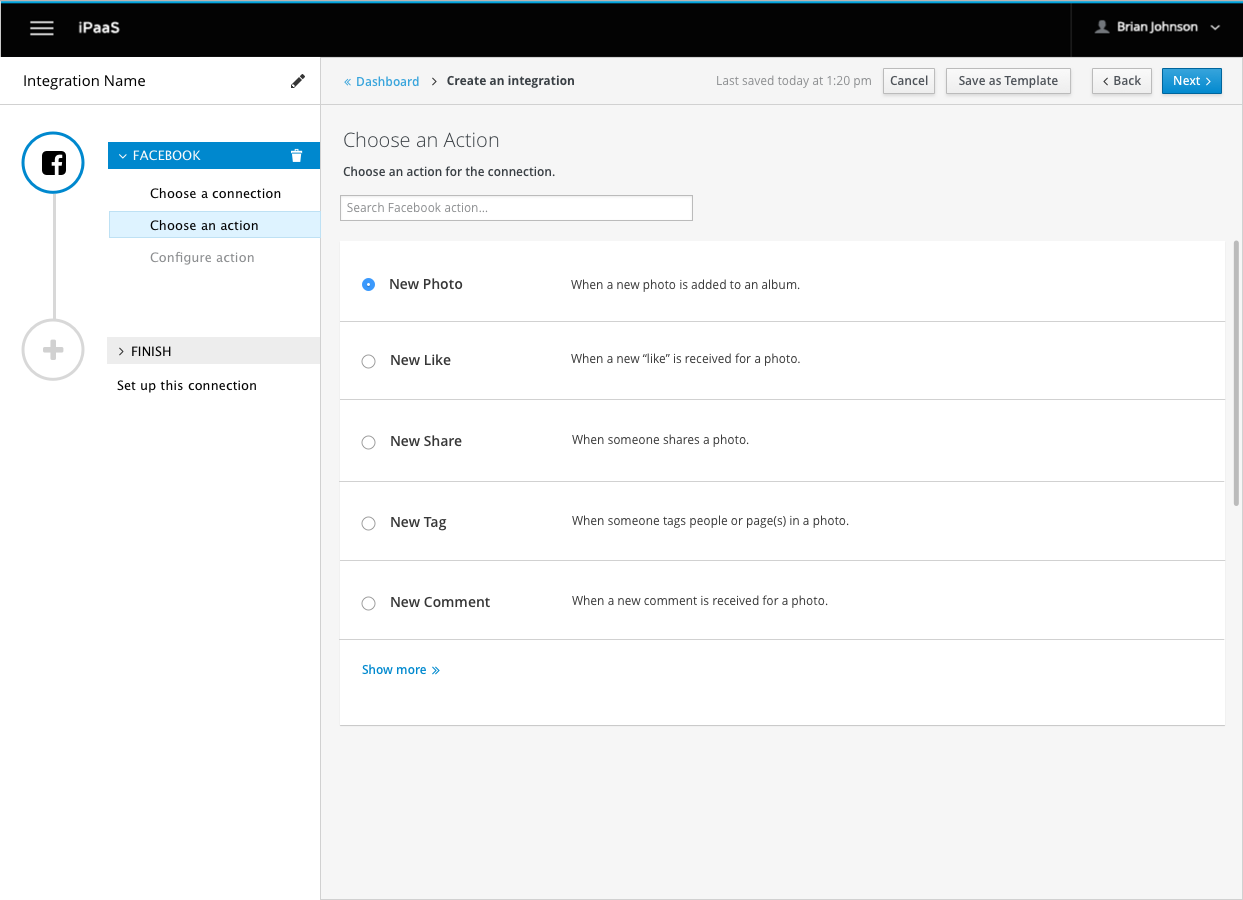 iPaaS
Brian Johnson
Integration Name
« Dashboard > Create an integration
Last saved today at 1:20 pm
Cancel
Save as Template
< Back
Next >
FACEBOOK
Choose a connection
Choose an action
Configure action
> FINISH
Set up this connection
Choose an Action
Choose an action for the connection.
Search Facebook action...
New Photo When a new photo is added to an album.
New Like When a new “like” is received for a photo.
New Share When someone shares a photo.
New Tag When someone tags people or page(s) in a photo.
New Comment When a new comment is received for a photo.
Show more »